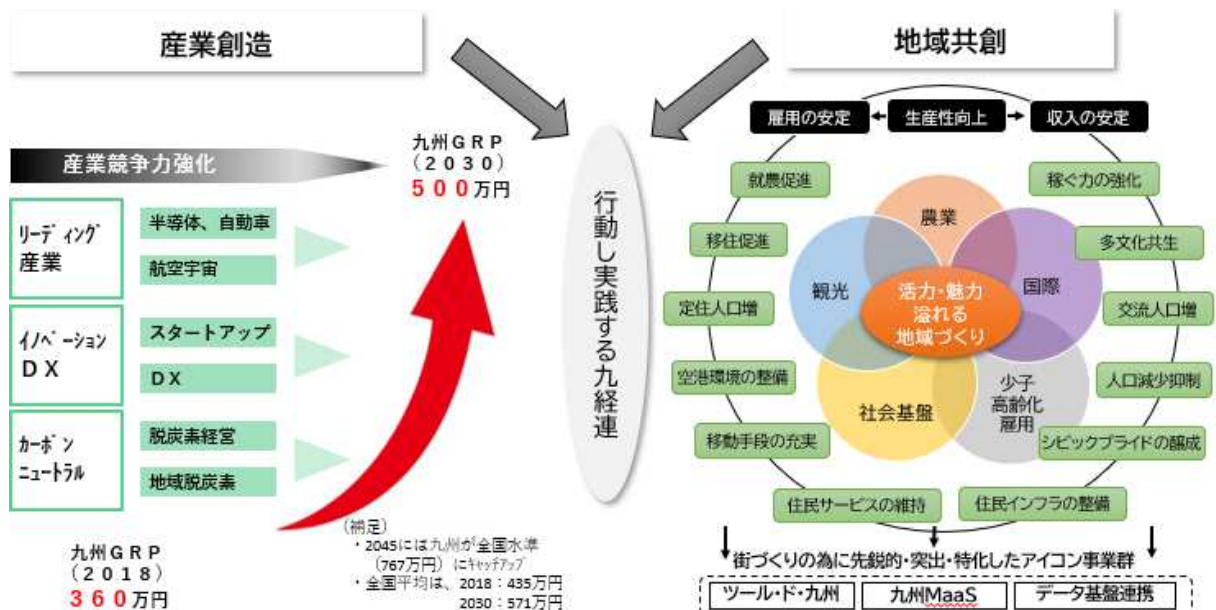 産業創造
産業競争力強化
九州GRP
（2030）
500万円
ﾘｰﾃﾞｨﾝｸﾞ
産業
半導体、自動車
航空宇宙
ｲﾉﾍﾞｰｼｮﾝ
DX
スタートアップ
DX
ｶｰﾎﾞﾝ
ﾆｭｰﾄﾗﾙ
脱炭素経営
地域脱炭素
九州GRP
（2018）
360万円
（補足）
・2045には九州が全国水準
（767万円）にｷｬｯﾁｱｯﾌﾟ
・全国平均は、2018：435万円
2030：571万円
行動し実践する九経連
地域共創
雇用の安定
生産性向上
収入の安定
就農促進
稼ぐ力の強化
移住促進
多文化共生
定住人口増
交流人口増
空港環境の整備
人口減少抑制
移動手段の充実
シビックプライドの醸成
住民サービスの維持
住民インフラの整備
農業
観光
国際
活力・魅力
溢れる
地域づくり
社会基盤
少子
高齢化
雇用
街づくりの為に先鋭的・突出・特化したアイコン事業群
ツール・ド・九州
九州MaaS
データ基盤連携